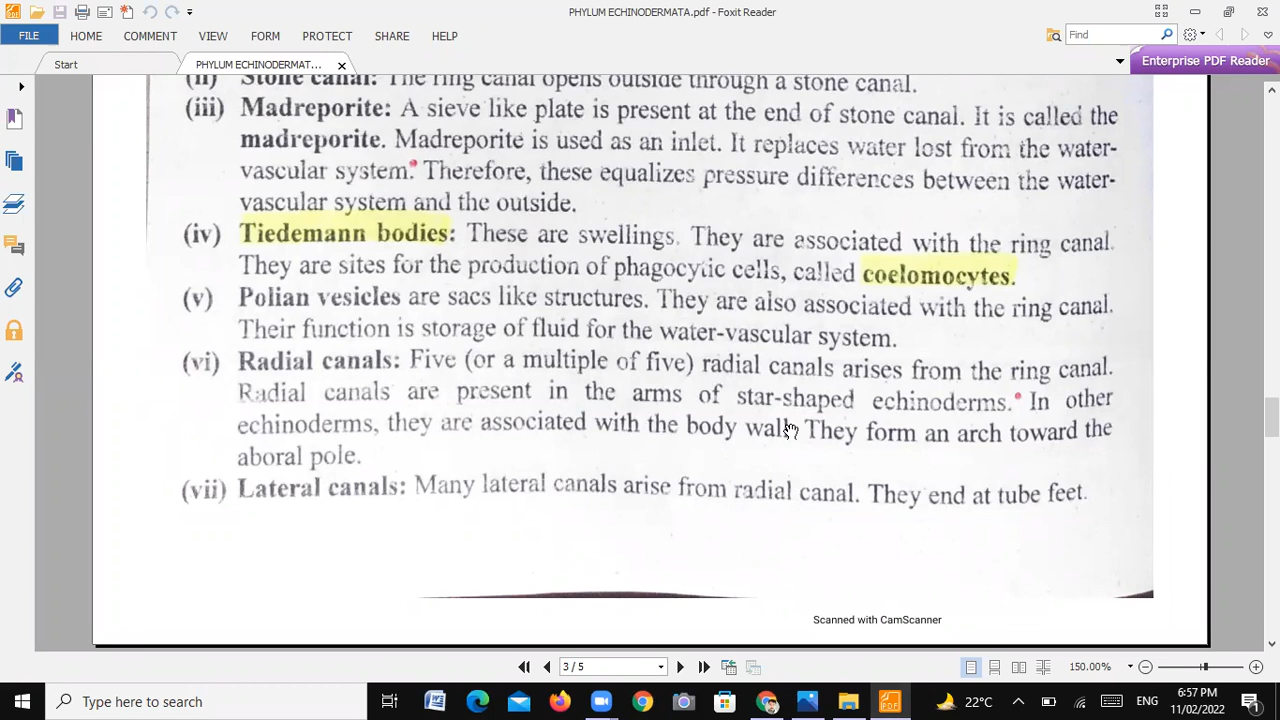 PHYLUM ECHINODERMATA.pdf - Foxit Reader
FILE HOME COMMENT VIEW FORM PROTECT SHARE HELP
Find
Start PHYLUM ECHINODERMAT...
Enterprise PDF Reader
(ii) Stone canal: The ring canal opens outside through a stone canal.
(iii) Madreporite: A sieve like plate is present at the end of stone canal. It is called the
madreporite. Madreporite is used as an inlet. It replaces water lost from the water-
vascular system. Therefore, these equalizes pressure differences between the water-
vascular system and the outside.
(iv) Tiedemann bodies: These are swellings. They are associated with the ring canal.
They are sites for the production of phagocytic cells, called coelomocytes.
(v) Polian vesicles are sacs like structures. They are also associated with the ring canal.
Their function is storage of fluid for the water-vascular system.
(vi) Radial canals: Five (or a multiple of five) radial canals arises from the ring canal.
Radial canals are present in the arms of star-shaped echinoderms. In other
echinoderms, they are associated with the body wall. They form an arch toward the
aboral pole.
(vii) Lateral canals: Many lateral canals arise from radial canal. They end at tube feet.
Scanned with CamScanner
3 / 5
150.00%
Type here to search
22°C
ENG
6:57 PM
11/02/2022
1